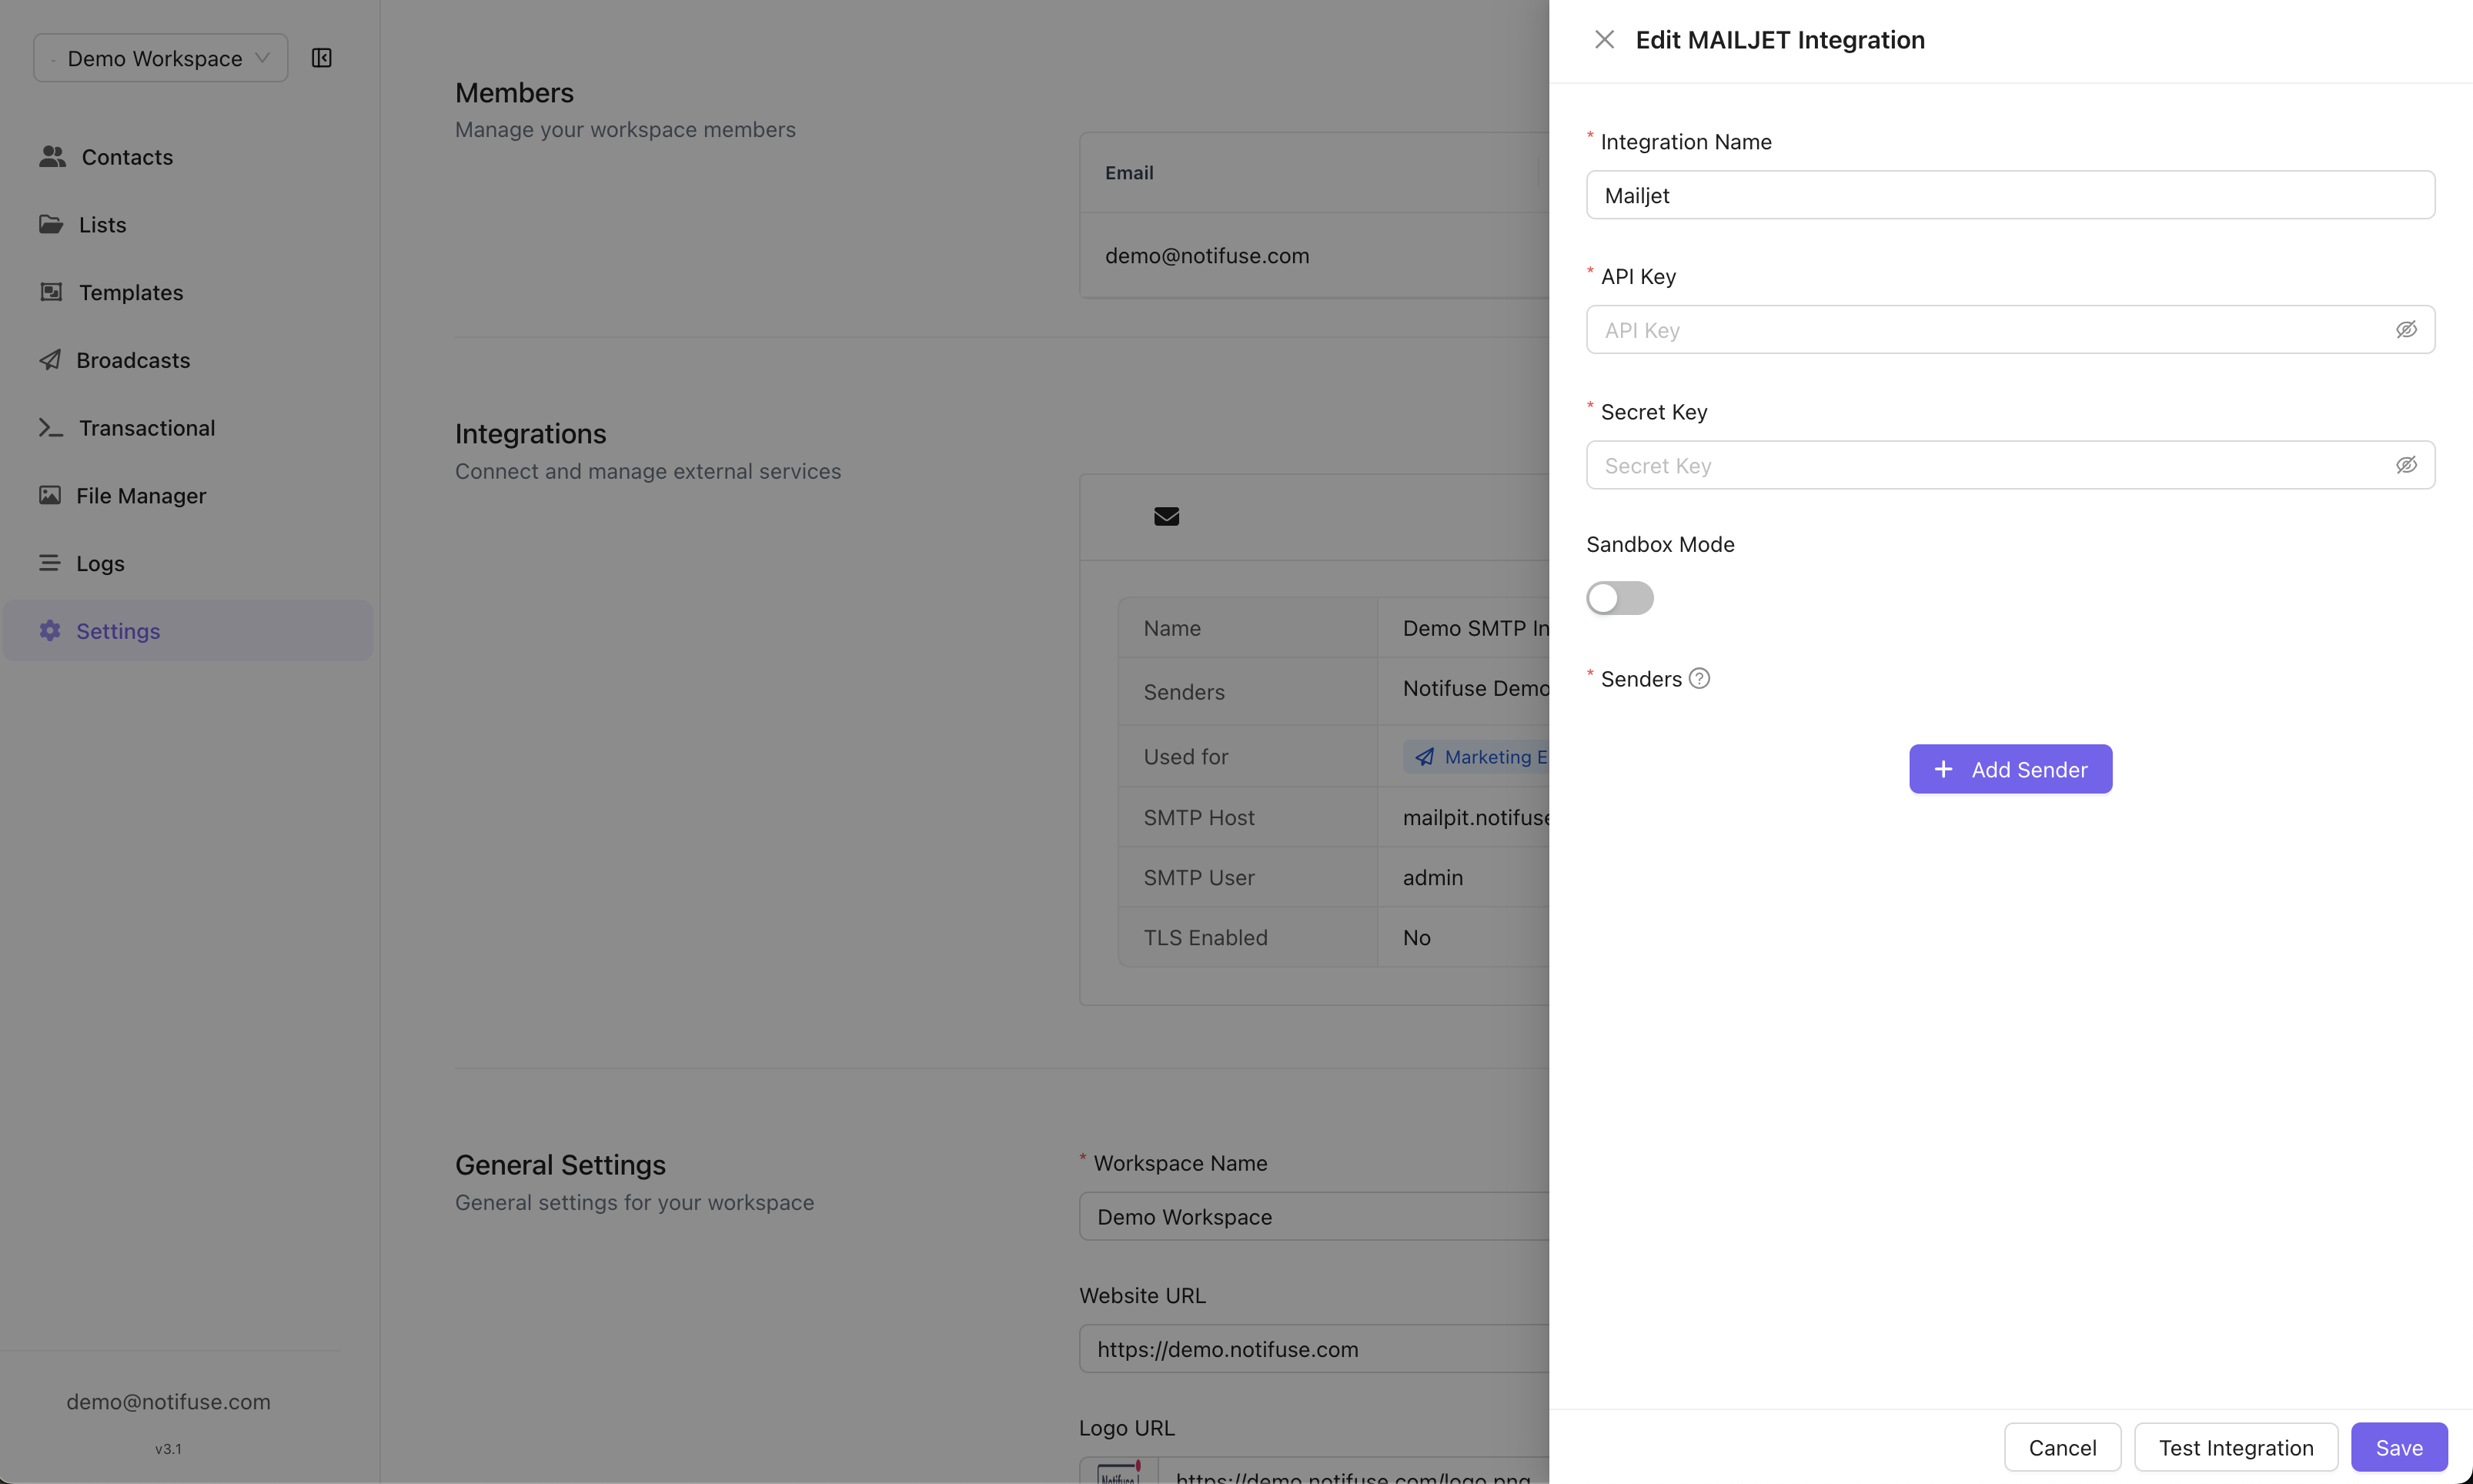 Demo Workspace
Contacts
Lists
Templates
Broadcasts
Transactional
File Manager
Logs
Settings
demo@notifuse.com
v3.1
Members
Manage your workspace members
Email
demo@notifuse.com
Integrations
Connect and manage external services
Name
Demo SMTP In
Senders
Notifuse Demo
Used for
Marketing E
SMTP Host
mailpit.notifuse
SMTP User
admin
TLS Enabled
No
General Settings
General settings for your workspace
* Workspace Name
Demo Workspace
Website URL
https://demo.notifuse.com
Logo URL
Notifuse
https://demo.notifuse.com/logo.png
Edit MAILJET Integration
* Integration Name
Mailjet
* API Key
API Key
* Secret Key
Secret Key
Sandbox Mode
* Senders
+ Add Sender
Cancel
Test Integration
Save